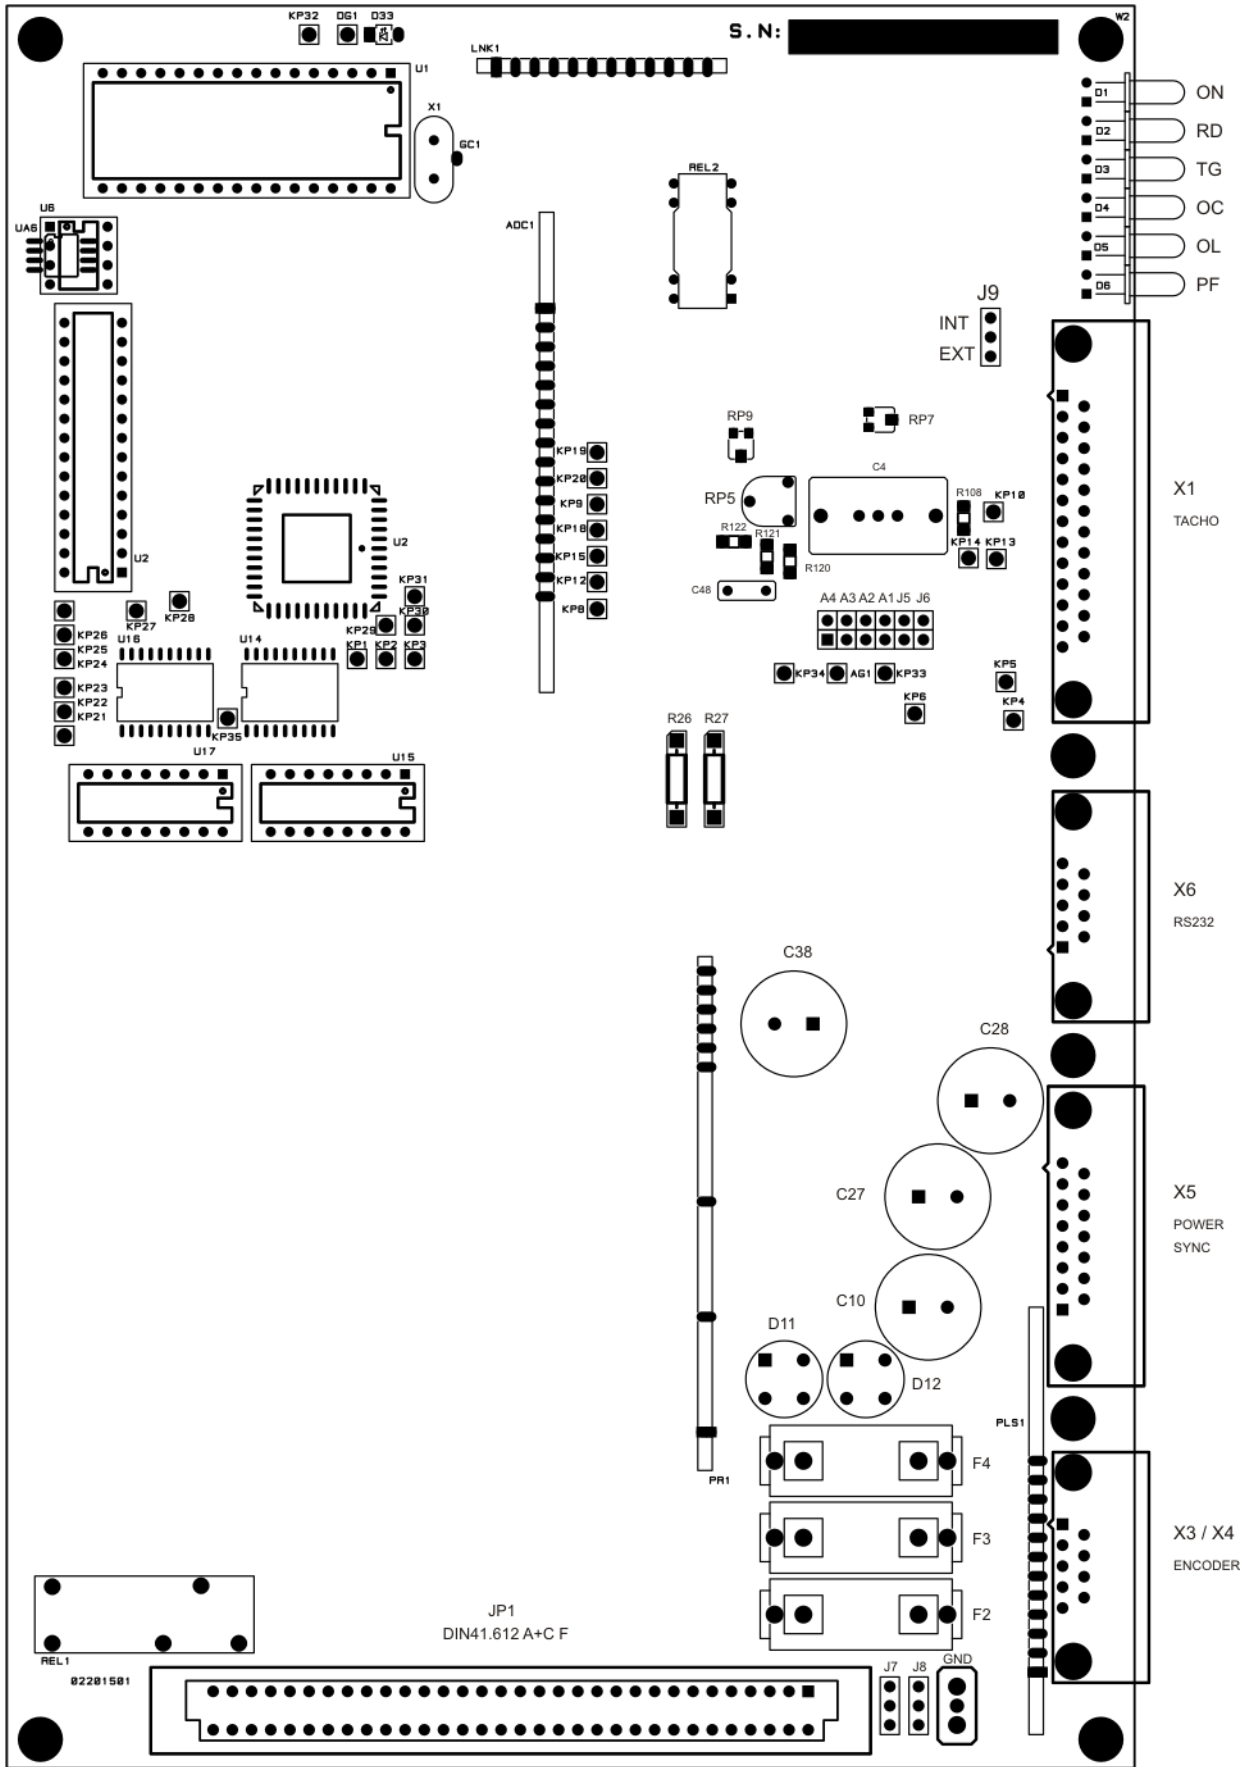 KP32 DG1 D33
Z54
S.N:
W2
LNK1
U1
X1
GC1
D1 ON
D2 RD
D3 TG
D4 OC
D5 OL
D6 PF
REL2
U6
UA6
ADC1
J9
INT
EXT
RP9
RP7
C4
KP19
KP20
KP9
KP18
KP15
KP12
KP8
RP5
R108
KP10
X1
TACHO
R122
R121
R120
KP14 KP13
C48
U2
U2
KP31
KP30
KP29
KP28
KP27
A4 A3 A2 A1 J5 J6
KP26
KP25
KP24
U16
U14
KP1 KP2 KP3
KP34 AG1 KP33
KP5
KP6
KP4
KP23
KP22
KP21
KP35
R26 R27
U17
U15
X6
RS232
C38
C28
C27
X5
POWER
SYNC
C10
D11
D12
PLS1
F4
PR1
F3
X3 / X4
ENCODER
F2
JP1
DIN41.612 A+C F
REL1
02201501
J7 J8 GND